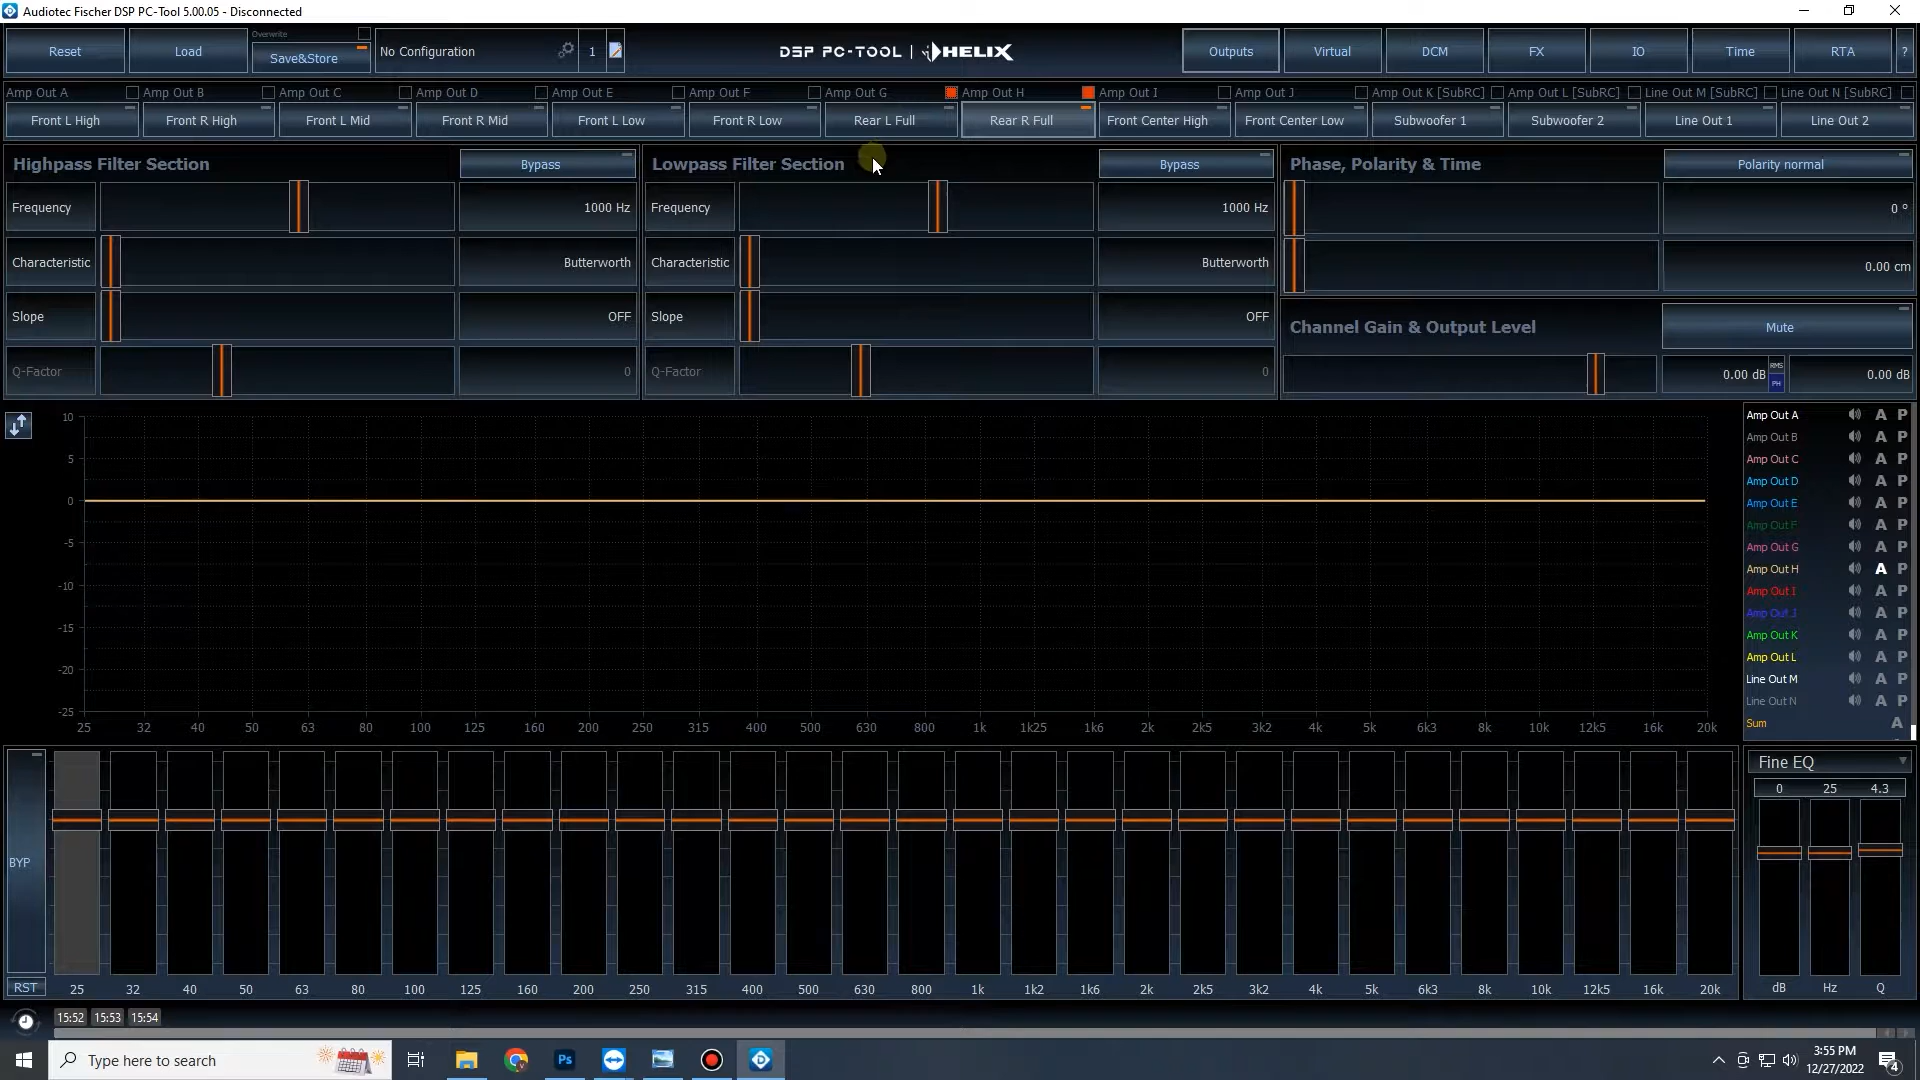 Audiotec Fischer DSP PC-Tool 5.00.05 - Disconnected
Reset Load Overwrite Save&Store No Configuration 1 DSP PC-TOOL | HELIX Outputs Virtual DCM FX IO Time RTA ?
Amp Out A Amp Out B Amp Out C Amp Out D Amp Out E Amp Out F Amp Out G Amp Out H Amp Out I Amp Out J Amp Out K [SubRC] Amp Out L [SubRC] Line Out M [SubRC] Line Out N [SubRC]
Front L High Front R High Front L Mid Front R Mid Front L Low Front R Low Rear L Full Rear R Full Front Center High Front Center Low Subwoofer 1 Subwoofer 2 Line Out 1 Line Out 2
Highpass Filter Section Bypass Lowpass Filter Section Bypass Phase, Polarity & Time Polarity normal
Frequency 1000 Hz Frequency 1000 Hz 0 °
Characteristic Butterworth Characteristic Butterworth 0.00 cm
Slope OFF Slope OFF Channel Gain & Output Level Mute
Q-Factor 0 Q-Factor 0 0.00 dB RMS PH 0.00 dB
10
5
0
-5
-10
-15
-20
-25
25 32 40 50 63 80 100 125 160 200 250 315 400 500 630 800 1k 1k25 1k6 2k 2k5 3k2 4k 5k 6k3 8k 10k 12k5 16k 20k
Amp Out A A P
Amp Out B A P
Amp Out C A P
Amp Out D A P
Amp Out E A P
Amp Out F A P
Amp Out G A P
Amp Out H A P
Amp Out I A P
Amp Out J A P
Amp Out K A P
Amp Out L A P
Line Out M A P
Line Out N A P
Sum A
BYP
RST
25 32 40 50 63 80 100 125 160 200 250 315 400 500 630 800 1k 1k2 1k6 2k 2k5 3k2 4k 5k 6k3 8k 10k 12k5 16k 20k
Fine EQ
0 25 4.3
dB Hz Q
15:52 15:53 15:54
Type here to search
Ps
3:55 PM
12/27/2022
4